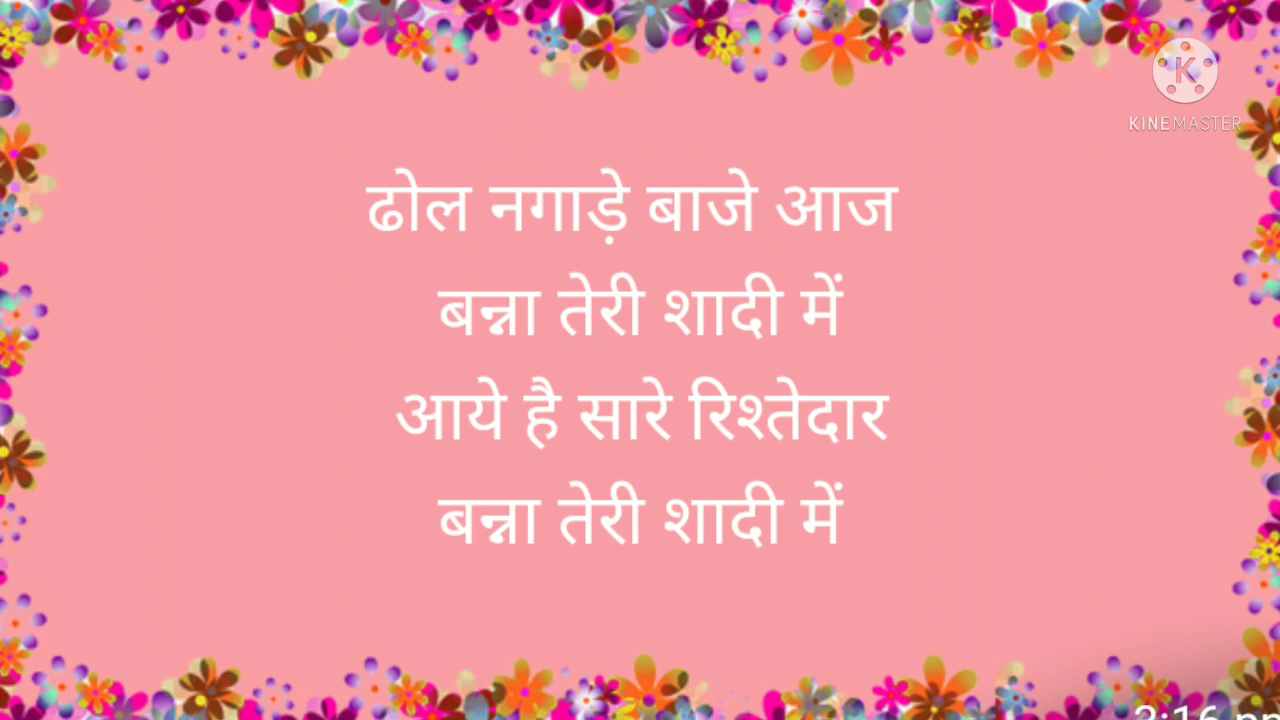 KINEMASTER
ढोल नगाड़े बाजे आज
बन्ना तेरी शादी में
आये है सारे रिश्तेदार
बन्ना तेरी शादी में